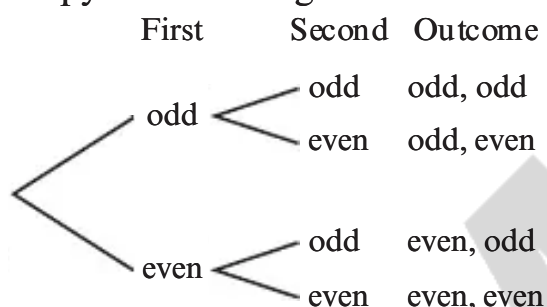 First Second Outcome
odd odd, odd
odd
even odd, even
odd even, odd
even
even even, even